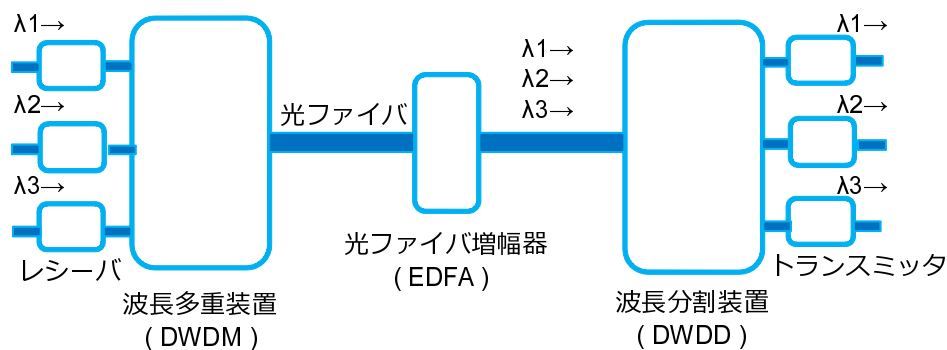 λ1→
λ2→
λ3→
レシーバ
波長多重装置
( DWDM )
光ファイバ
光ファイバ増幅器
( EDFA )
λ1→
λ2→
λ3→
波長分割装置
( DWDD )
λ1→
λ2→
λ3→
トランスミッタ